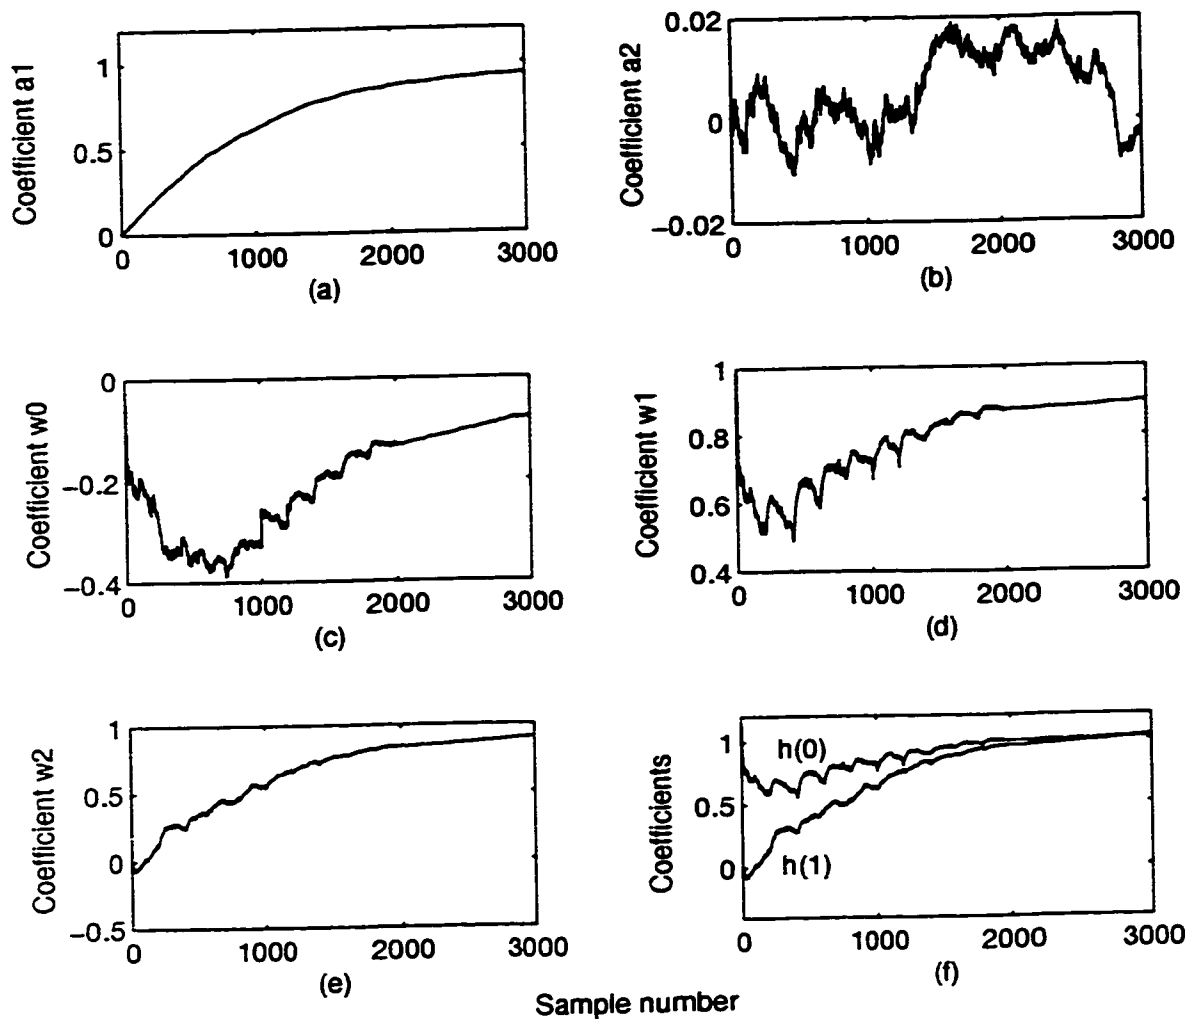 Coefficient a1
1
0.5
0
0
1000
2000
3000
(a)
Coefficient a2
0.02
0
−0.02
0
1000
2000
3000
(b)
Coefficient w0
0
−0.2
−0.4
0
1000
2000
3000
(c)
Coefficient w1
1
0.8
0.6
0.4
0
1000
2000
3000
(d)
Coefficient w2
1
0.5
0
−0.5
0
1000
2000
3000
(e)
Coefficients
1
0.5
0
h(0)
h(1)
0
1000
2000
3000
(f)
Sample number